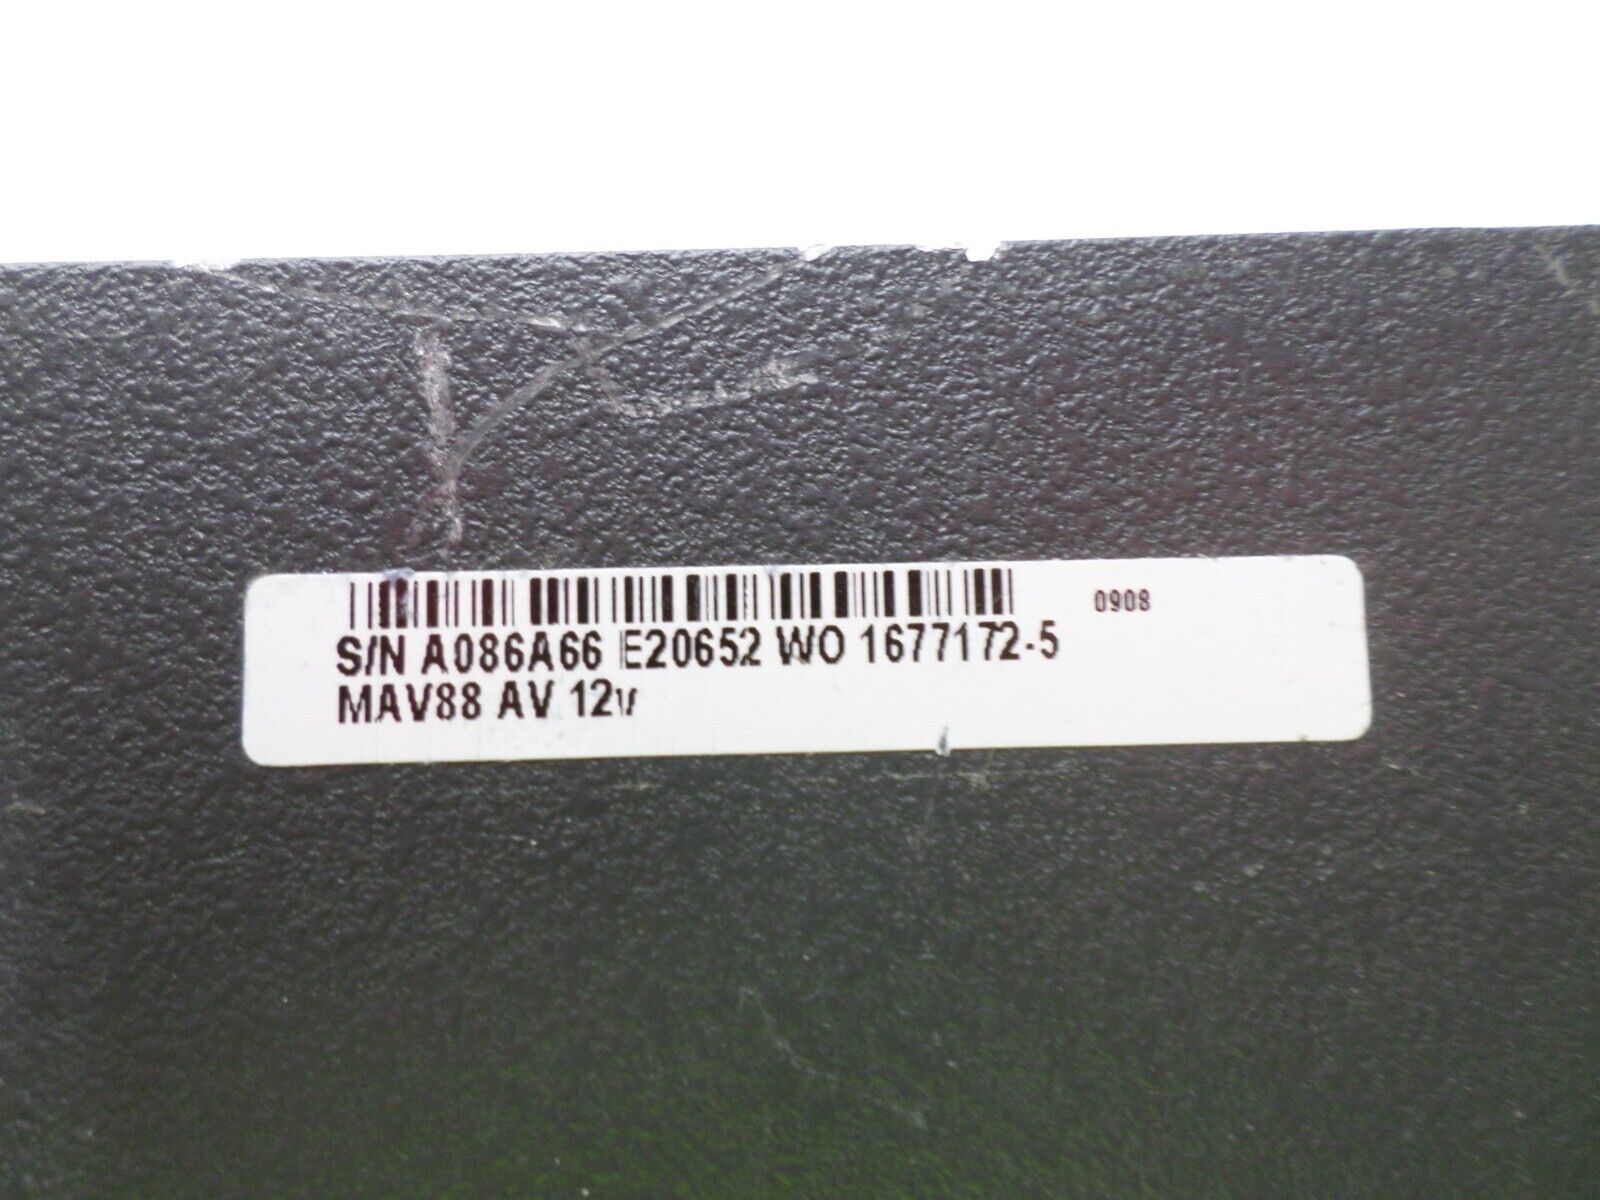 0908
S/N A086A66 E20652 WO 1677172-5
MAV88 AV 12v